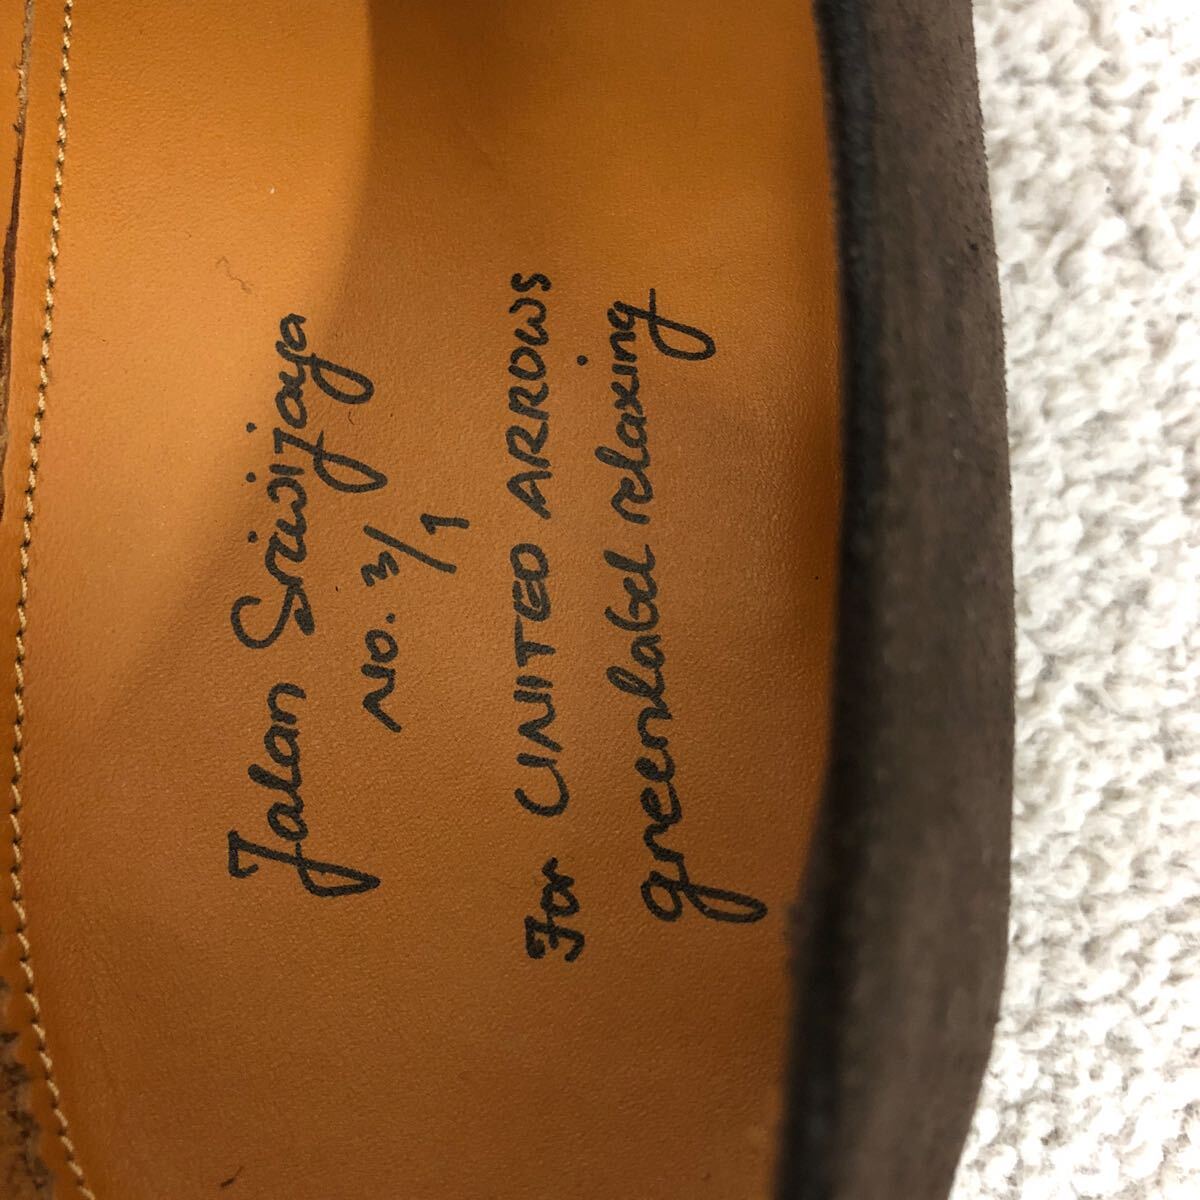 Jalan Sriwijaya
NO. 3/1
For UNITED ARROWS
greenlabel relaxing